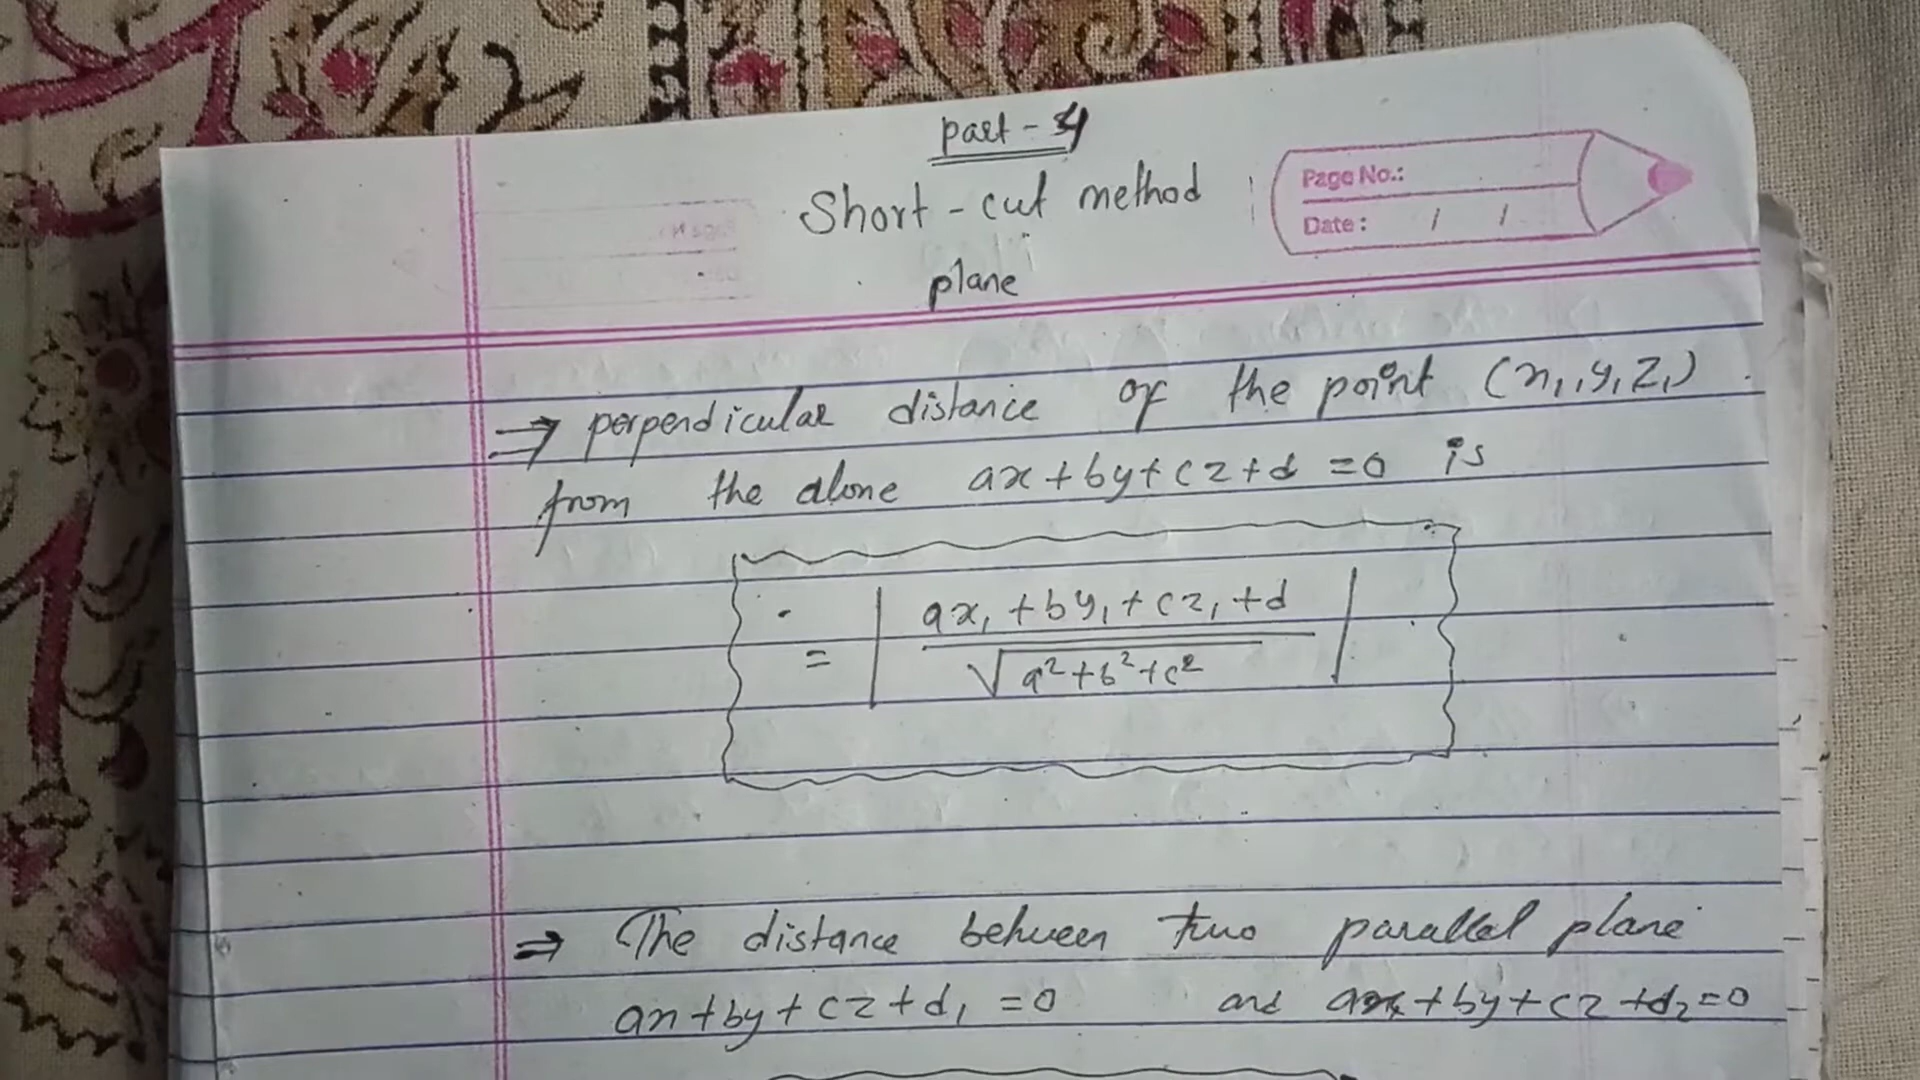 part - 4
Short - cut method
plane
Page No.:
Date: / /
⇒ perpendicular distance of the point (x₁, y₁ z₁)
from the alone ax + by + cz + d = 0 is
= | ax₁ + by₁ + cz₁ + d / √a² + b² + c² |
⇒ The distance between two parallel plane
ax + by + cz + d₁ = 0 and ax + by + cz + d₂ = 0